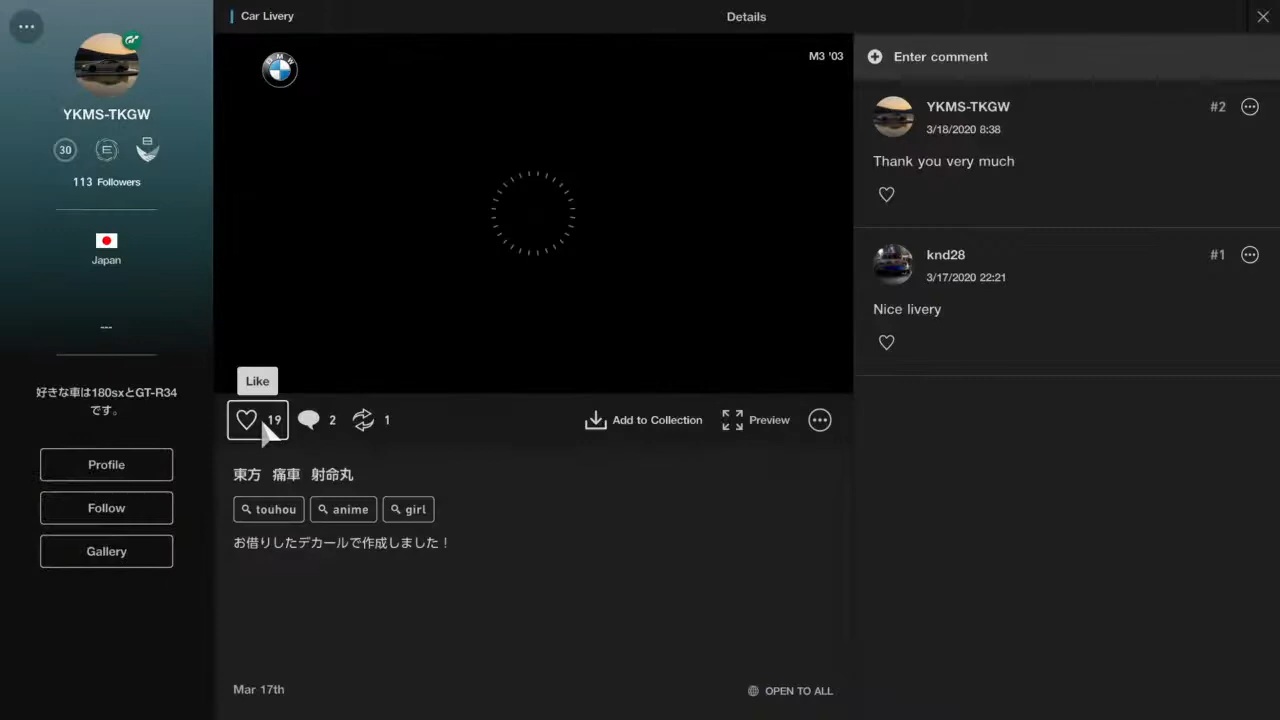 Car Livery
Details
YKMS-TKGW
30
E
B
113 Followers
Japan
---
好きな車は180sxとGT-R34
です。
Profile
Follow
Gallery
BMW
M3 '03
Like
19
2
1
Add to Collection
Preview
東方 痛車 射命丸
touhou
anime
girl
お借りしたデカールで作成しました！
Mar 17th
OPEN TO ALL
Enter comment
YKMS-TKGW
#2
3/18/2020 8:38
Thank you very much
knd28
#1
3/17/2020 22:21
Nice livery